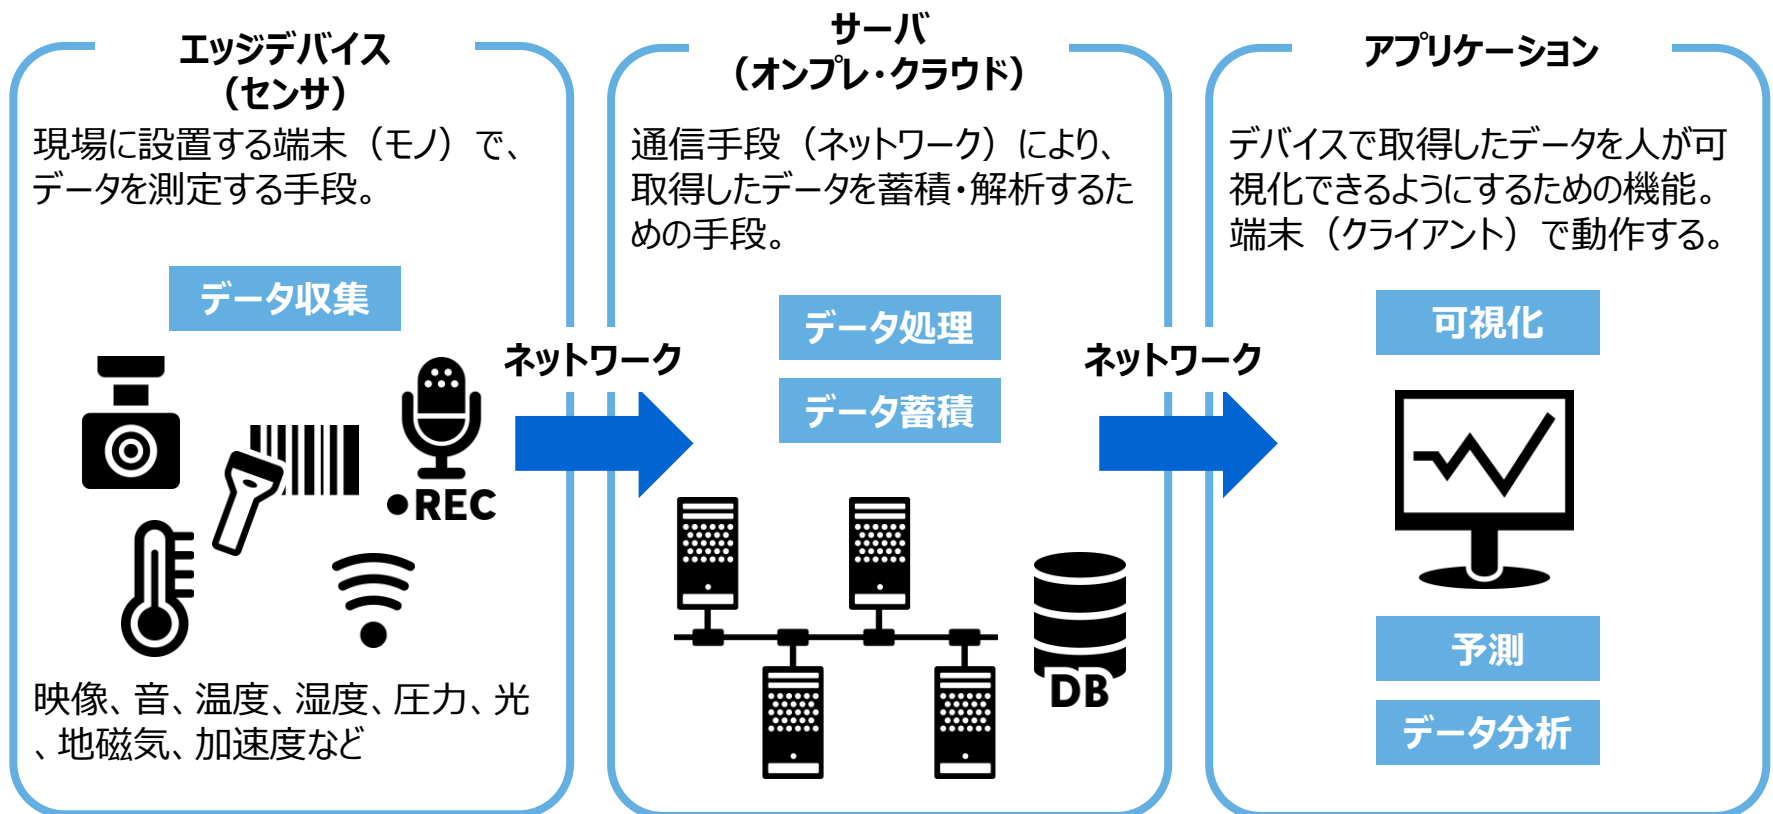 エッジデバイス
（センサ）
現場に設置する端末（モノ）で、
データを測定する手段。
データ収集
●REC
映像、音、温度、湿度、圧力、光
、地磁気、加速度など
ネットワーク
サーバ
（オンプレ・クラウド）
通信手段（ネットワーク）により、
取得したデータを蓄積・解析するた
めの手段。
データ処理
データ蓄積
DB
ネットワーク
アプリケーション
デバイスで取得したデータを人が可
視化できるようにするための機能。
端末（クライアント）で動作する。
可視化
予測
データ分析